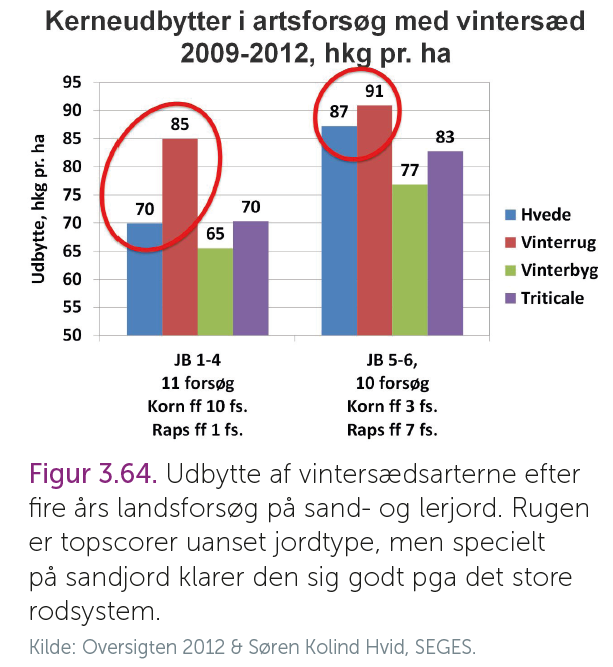 Kerneudbytter i artsforsøg med vintersæd
2009-2012, hkg pr. ha
Udbytte, hkg pr. ha
95
90
85
80
75
70
65
60
55
50
70
85
65
70
87
91
77
83
Hvede
Vinterrug
Vinterbyg
Triticale
JB 1-4
11 forsøg
Korn ff 10 fs.
Raps ff 1 fs.
JB 5-6,
10 forsøg
Korn ff 3 fs.
Raps ff 7 fs.
Figur 3.64. Udbytte af vintersædsarterne efter
fire års landsforsøg på sand- og lerjord. Rugen
er topscorer uanset jordtype, men specielt
på sandjord klarer den sig godt pga det store
rodsystem.
Kilde: Oversigten 2012 & Søren Kolind Hvid, SEGES.